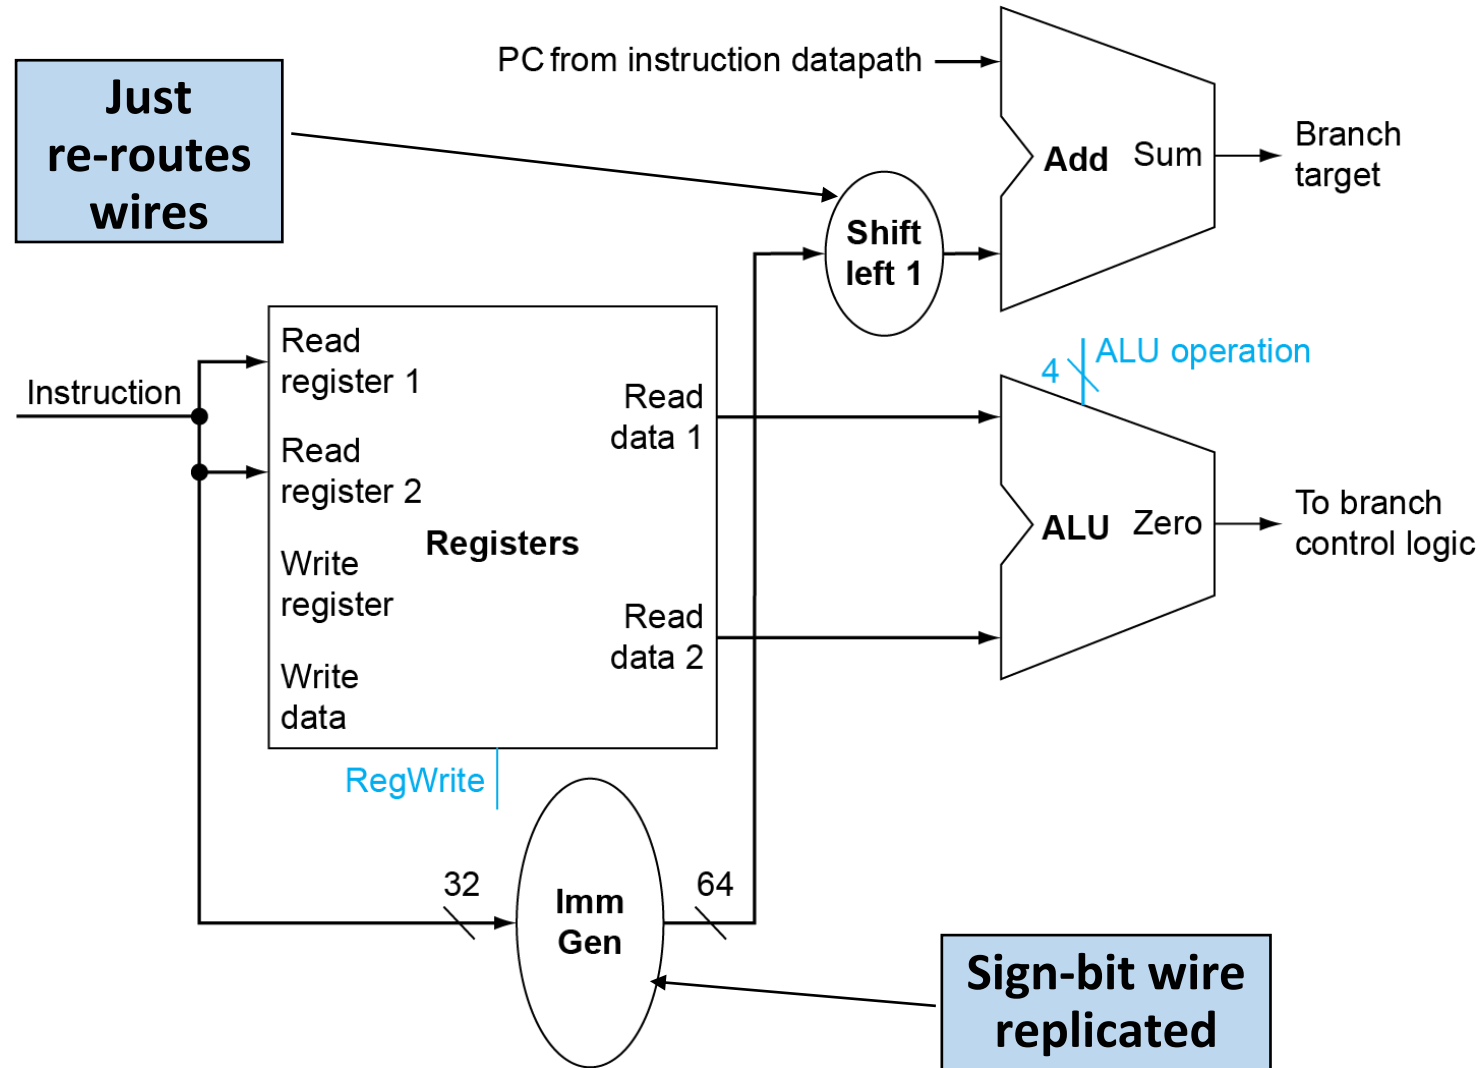 Just
re-routes
wires
PC from instruction datapath
Add
Sum
Branch
target
Shift
left 1
Instruction
Read
register 1
Read
register 2
Write
register
Write
data
Registers
Read
data 1
Read
data 2
RegWrite
4
ALU operation
ALU
Zero
To branch
control logic
32
Imm
Gen
64
Sign-bit wire
replicated